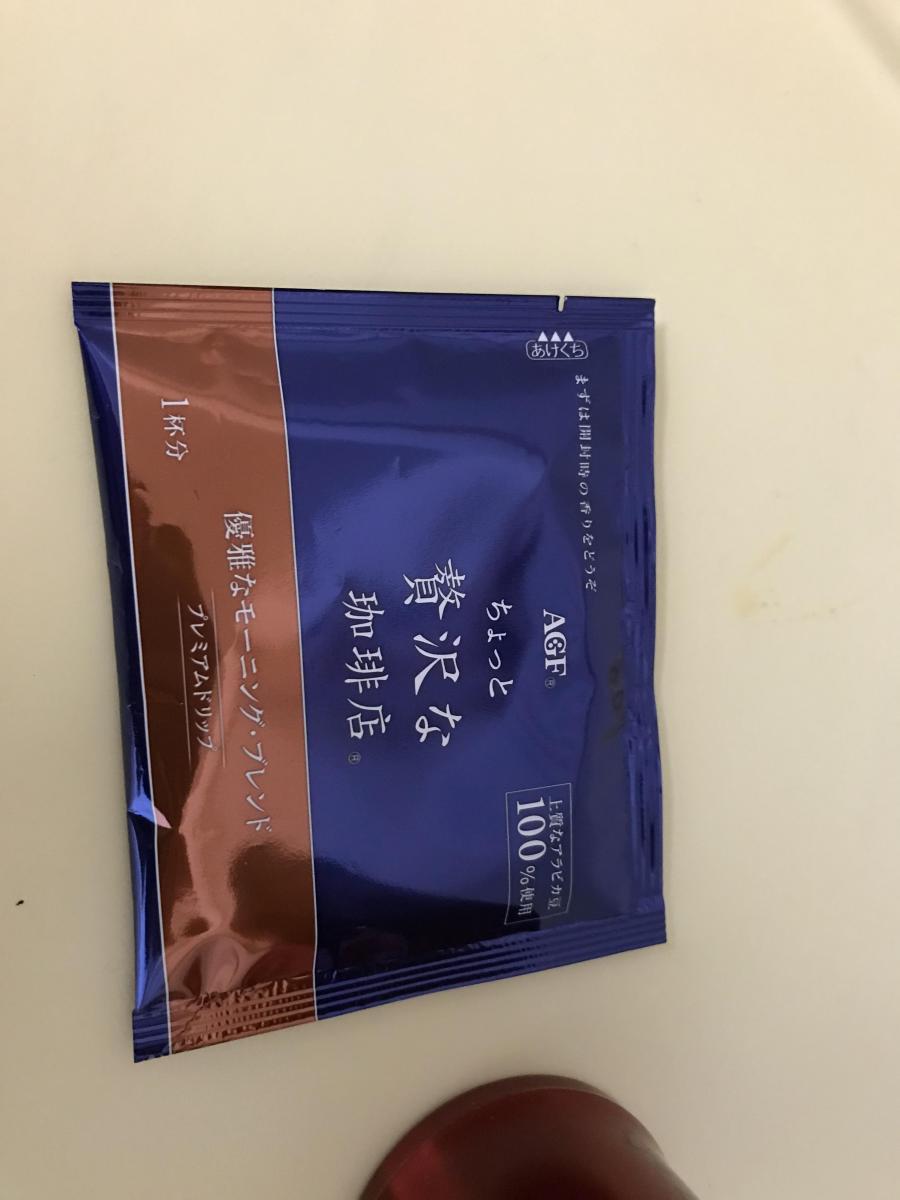 あけくち
まずは開封時の香りをどうぞ
AGF®
ちょっと
贅沢な
珈琲店®
上質なアラビカ豆
100%使用
優雅なモーニング・ブレンド
プレミアムドリップ
1杯分